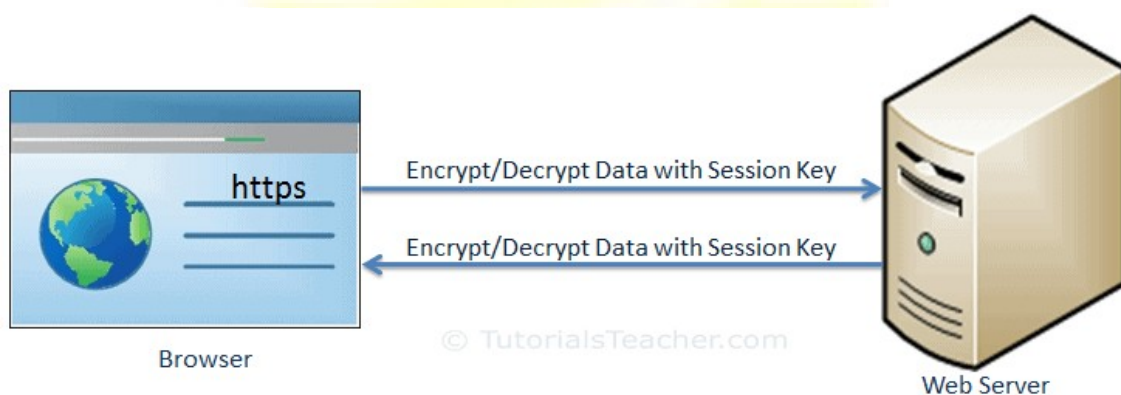 https
Encrypt/Decrypt Data with Session Key
Encrypt/Decrypt Data with Session Key
© TutorialsTeacher.com
Browser
Web Server